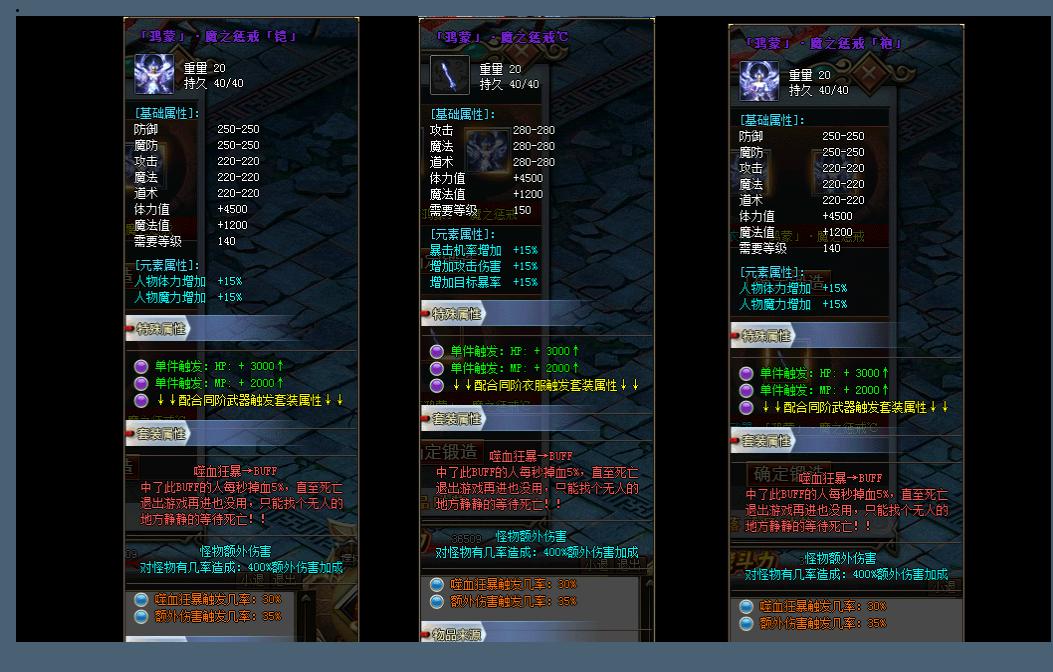 「鸿蒙」·魔之惩戒「铠」
重量 20
持久 40/40
[基础属性]:
防御 250-250
魔防 250-250
攻击 220-220
魔法 220-220
道术 220-220
体力值 +4500
魔法值 +1200
需要等级 140
[元素属性]:
人物体力增加 +15%
人物魔力增加 +15%
特殊属性
单件触发: HP: + 3000↑
单件触发: MP: + 2000↑
↓↓配合同阶武器触发套装属性↓↓
套装属性
噬血狂暴→BUFF
中了此BUFF的人每秒掉血5%，直至死亡
退出游戏再进也没用，只能找个无人的
地方静静的等待死亡！！
怪物额外伤害
对怪物有几率造成：400%额外伤害加成
噬血狂暴触发几率: 30%
额外伤害触发几率: 35%
「鸿蒙」·魔之惩戒℃
重量 20
持久 40/40
[基础属性]:
攻击 280-280
魔法 280-280
道术 280-280
体力值 +4500
魔法值 +1200
需要等级 150
[元素属性]:
暴击机率增加 +15%
增加攻击伤害 +15%
增加目标暴率 +15%
特殊属性
单件触发: HP: + 3000↑
单件触发: MP: + 2000↑
↓↓配合同阶衣服触发套装属性↓↓
套装属性
定锻造
噬血狂暴→BUFF
中了此BUFF的人每秒掉血5%，直至死亡
退出游戏再进也没用，只能找个无人的
地方静静的等待死亡！！
36509
怪物额外伤害
对怪物有几率造成：400%额外伤害加成
小退 退出
噬血狂暴触发几率: 30%
额外伤害触发几率: 35%
物品来源
「鸿蒙」·魔之惩戒「袍」
重量 20
持久 40/40
[基础属性]:
防御 250-250
魔防 250-250
攻击 220-220
魔法 220-220
道术 220-220
体力值 +4500
魔法值 +1200
需要等级 140
[元素属性]:
人物体力增加 +15%
人物魔力增加 +15%
特殊属性
单件触发: HP: + 3000↑
单件触发: MP: + 2000↑
↓↓配合同阶武器触发套装属性↓↓
套装属性
确定锻造
噬血狂暴→BUFF
中了此BUFF的人每秒掉血5%，直至死亡
退出游戏再进也没用，只能找个无人的
地方静静的等待死亡！！
怪物额外伤害
对怪物有几率造成：400%额外伤害加成
小退
噬血狂暴触发几率: 30%
额外伤害触发几率: 35%